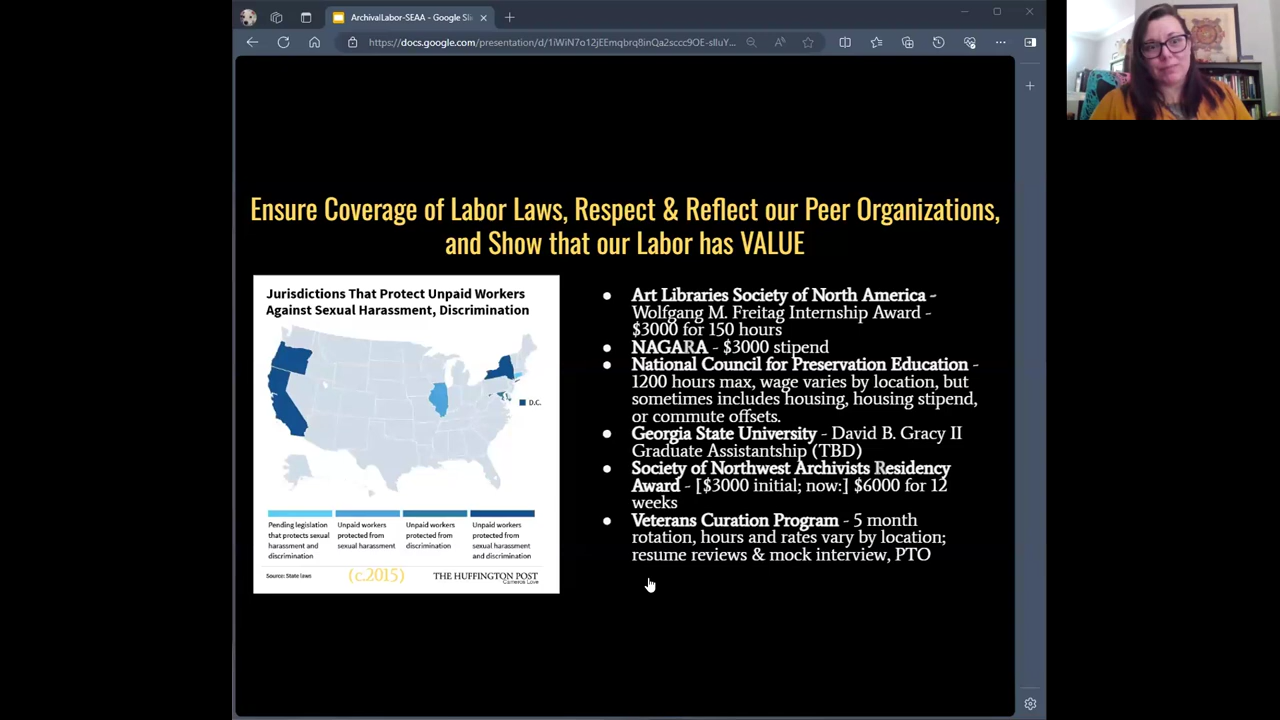 ArchivalLabor-SEAA - Google Sli
https://docs.google.com/presentation/d/1iWiN7o12jEEmqbrq8inQa2sccc9OE-slluY...
Ensure Coverage of Labor Laws, Respect & Reflect our Peer Organizations,
and Show that our Labor has VALUE
Jurisdictions That Protect Unpaid Workers
Against Sexual Harassment, Discrimination
D.C.
Pending legislation
that protects sexual
harassment and
discrimination
Unpaid workers
protected from
sexual harassment
Unpaid workers
protected from
discrimination
Unpaid workers
protected from
sexual harassment
and discrimination
Source: State laws
(c.2015)
THE HUFFINGTON POST
Cameron Love
● Art Libraries Society of North America -
Wolfgang M. Freitag Internship Award -
$3000 for 150 hours
● NAGARA - $3000 stipend
● National Council for Preservation Education -
1200 hours max, wage varies by location, but
sometimes includes housing, housing stipend,
or commute offsets.
● Georgia State University - David B. Gracy II
Graduate Assistantship (TBD)
● Society of Northwest Archivists Residency
Award - [$3000 initial; now:] $6000 for 12
weeks
● Veterans Curation Program - 5 month
rotation, hours and rates vary by location;
resume reviews & mock interview, PTO